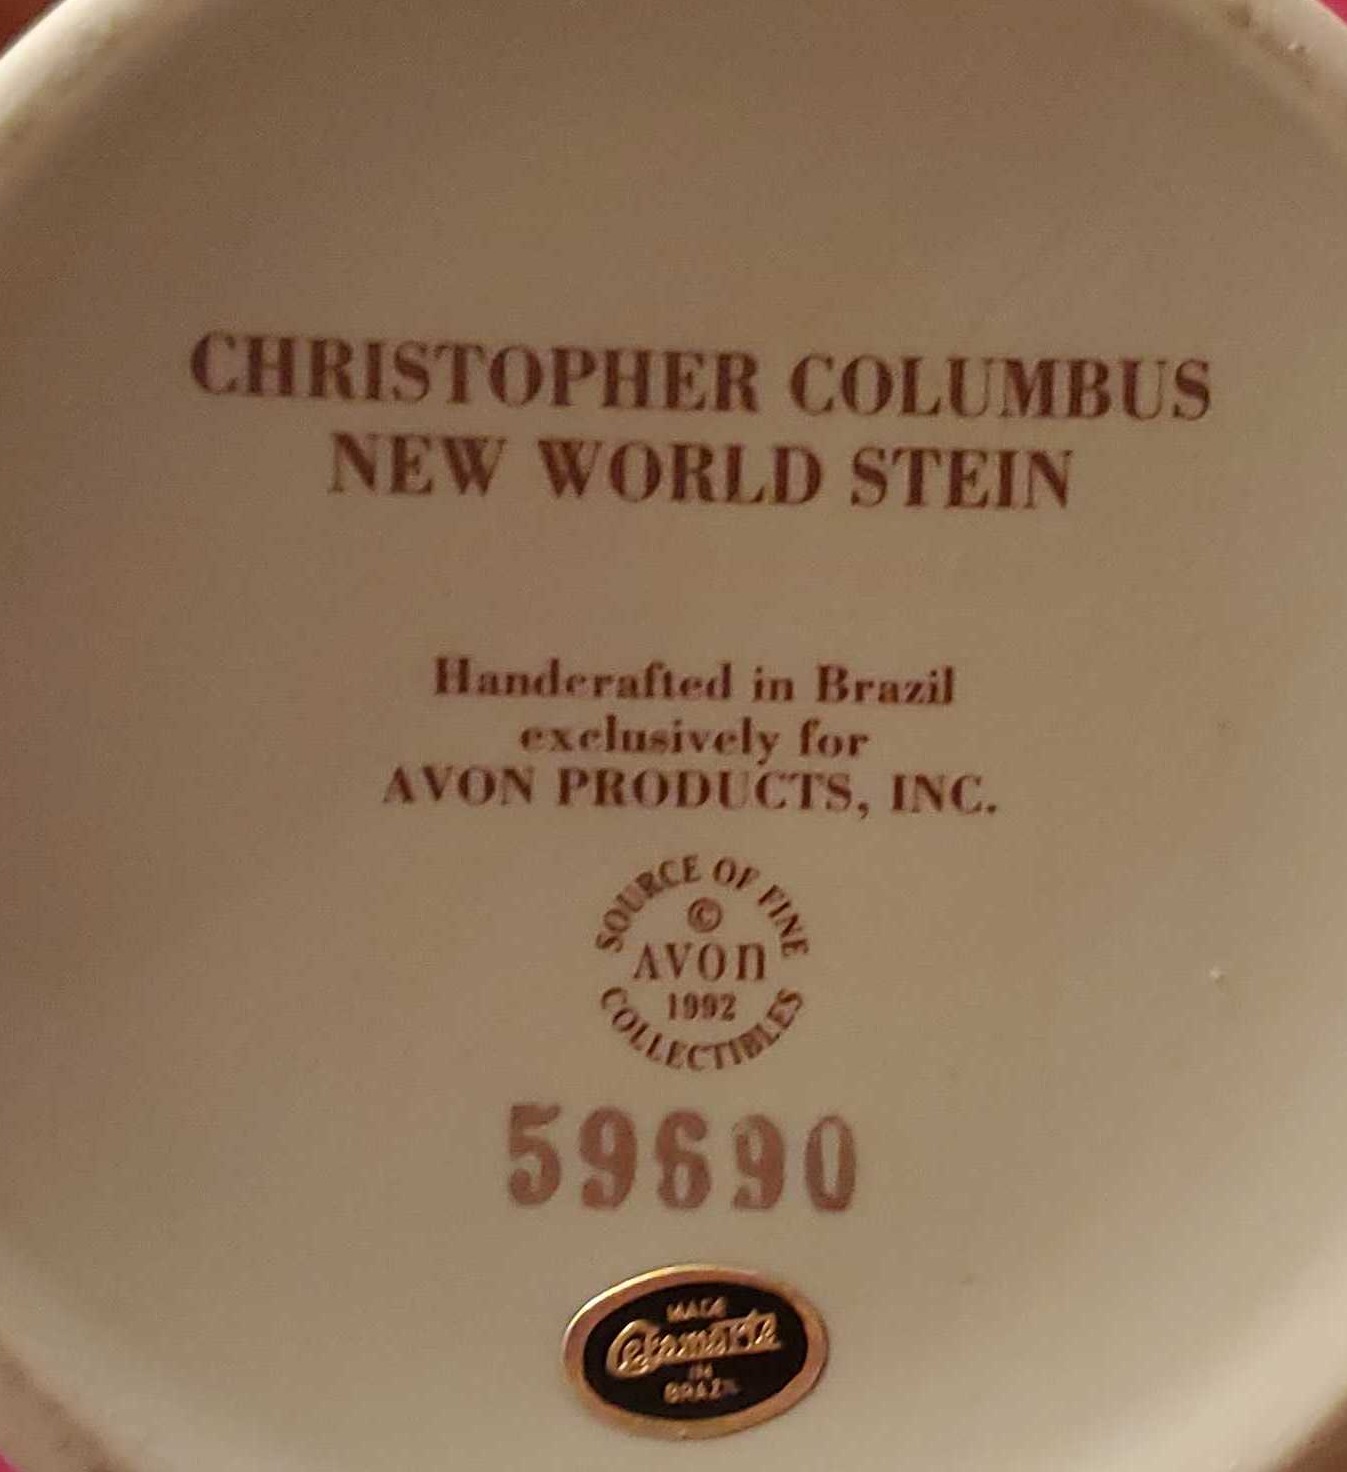 CHRISTOPHER COLUMBUS
NEW WORLD STEIN
Handcrafted in Brazil
exclusively for
AVON PRODUCTS, INC.
SOURCE OF FINE
©
AVON
1992
COLLECTIBLES
59690
MADE
Ceramarte
IN
BRAZIL